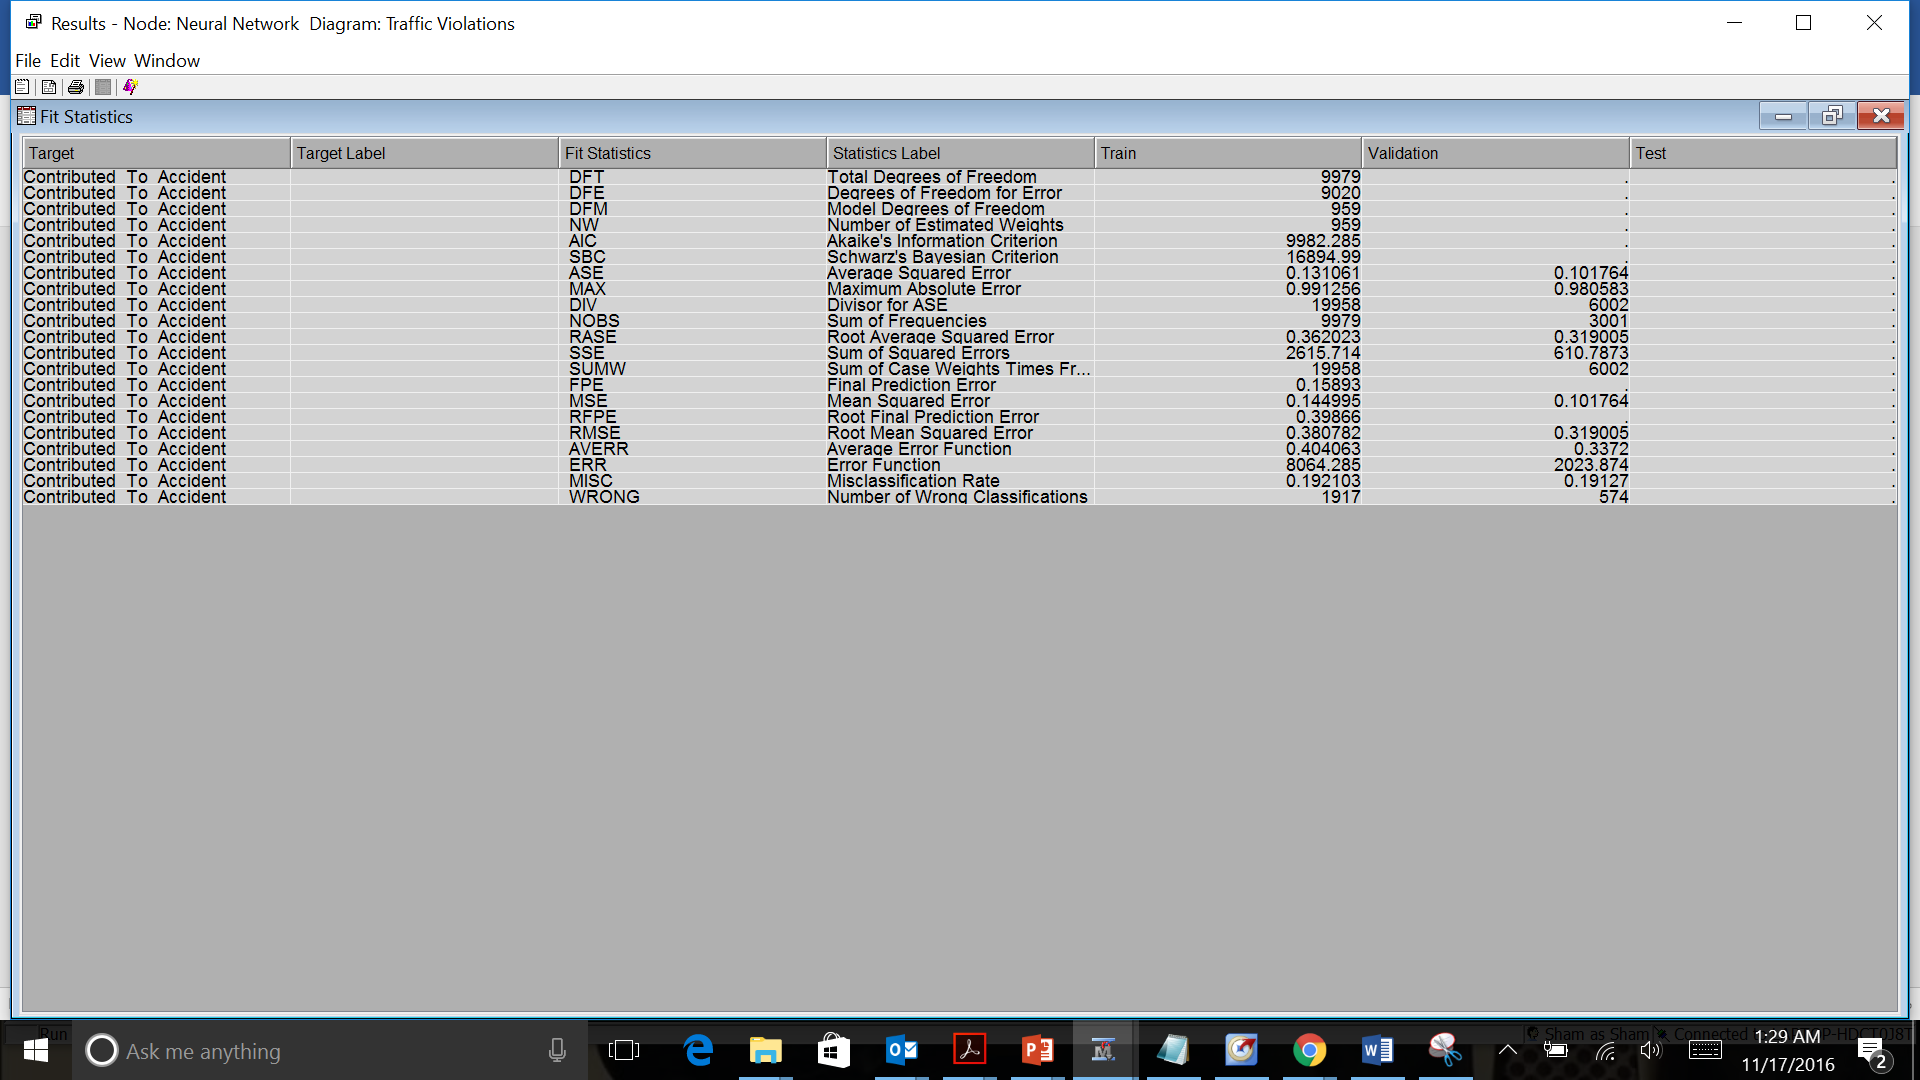 Results - Node: Neural Network Diagram: Traffic Violations
File Edit View Window
Fit Statistics
Target Target Label Fit Statistics Statistics Label Train Validation Test
Contributed To Accident DFT Total Degrees of Freedom 9979 . .
Contributed To Accident DFE Degrees of Freedom for Error 9020 . .
Contributed To Accident DFM Model Degrees of Freedom 959 . .
Contributed To Accident NW Number of Estimated Weights 959 . .
Contributed To Accident AIC Akaike's Information Criterion 9982.285 . .
Contributed To Accident SBC Schwarz's Bayesian Criterion 16894.99 . .
Contributed To Accident ASE Average Squared Error 0.131061 0.101764 .
Contributed To Accident MAX Maximum Absolute Error 0.991256 0.980583 .
Contributed To Accident DIV Divisor for ASE 19958 6002 .
Contributed To Accident NOBS Sum of Frequencies 9979 3001 .
Contributed To Accident RASE Root Average Squared Error 0.362023 0.319005 .
Contributed To Accident SSE Sum of Squared Errors 2615.714 610.7873 .
Contributed To Accident SUMW Sum of Case Weights Times Fr... 19958 6002 .
Contributed To Accident FPE Final Prediction Error 0.15893 . .
Contributed To Accident MSE Mean Squared Error 0.144995 0.101764 .
Contributed To Accident RFPE Root Final Prediction Error 0.39866 . .
Contributed To Accident RMSE Root Mean Squared Error 0.380782 0.319005 .
Contributed To Accident AVERR Average Error Function 0.404063 0.3372 .
Contributed To Accident ERR Error Function 8064.285 2023.874 .
Contributed To Accident MISC Misclassification Rate 0.192103 0.19127 .
Contributed To Accident WRONG Number of Wrong Classifications 1917 574 .
Run Sham as Sham Connected
Ask me anything
1:29 AM
11/17/2016
2